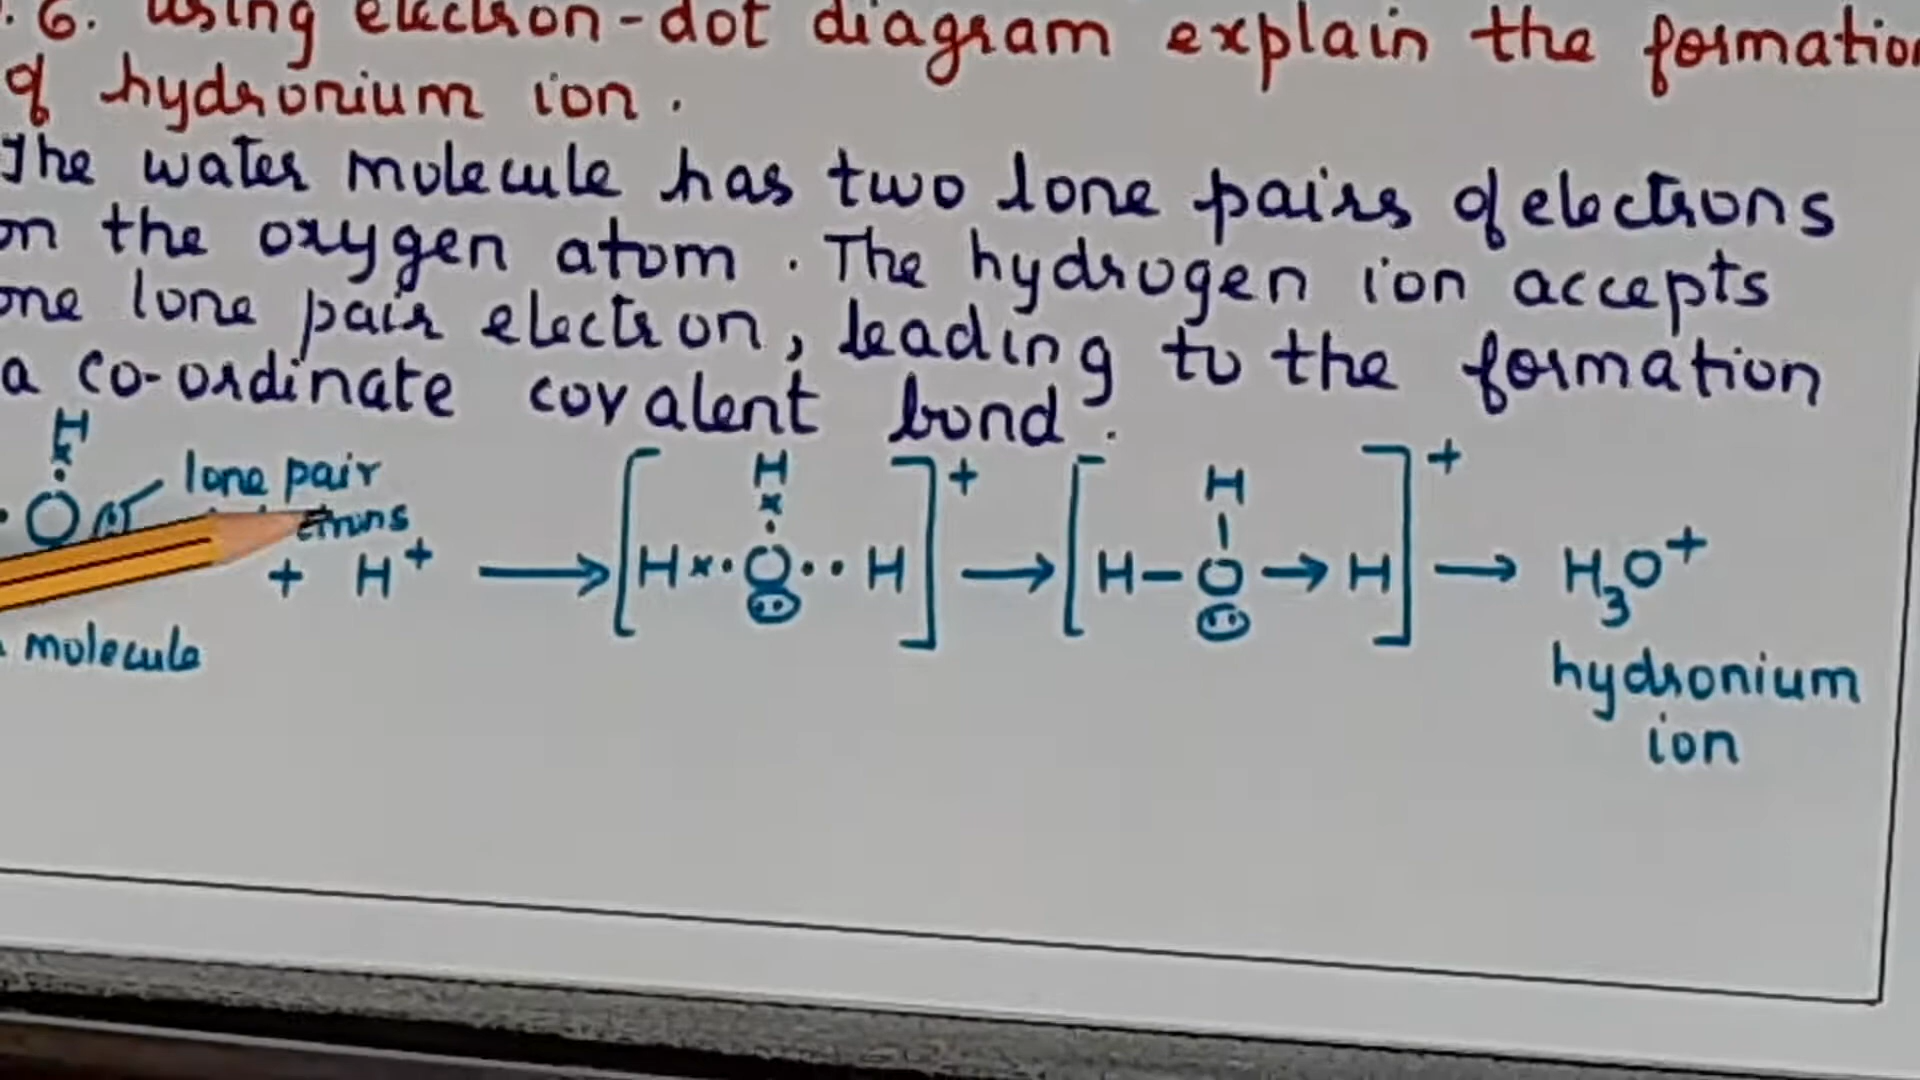 .6. Using electron-dot diagram explain the formation
of hydronium ion.
The water molecule has two lone pairs of electrons
on the oxygen atom. The hydrogen ion accepts
one lone pair electron, leading to the formation
a co-ordinate covalent bond.
H
lone pair
O
+ H+ → [H x• O •• H]+ → [H–O→H]+ → H3O+
H
H
molecule
hydronium
ion